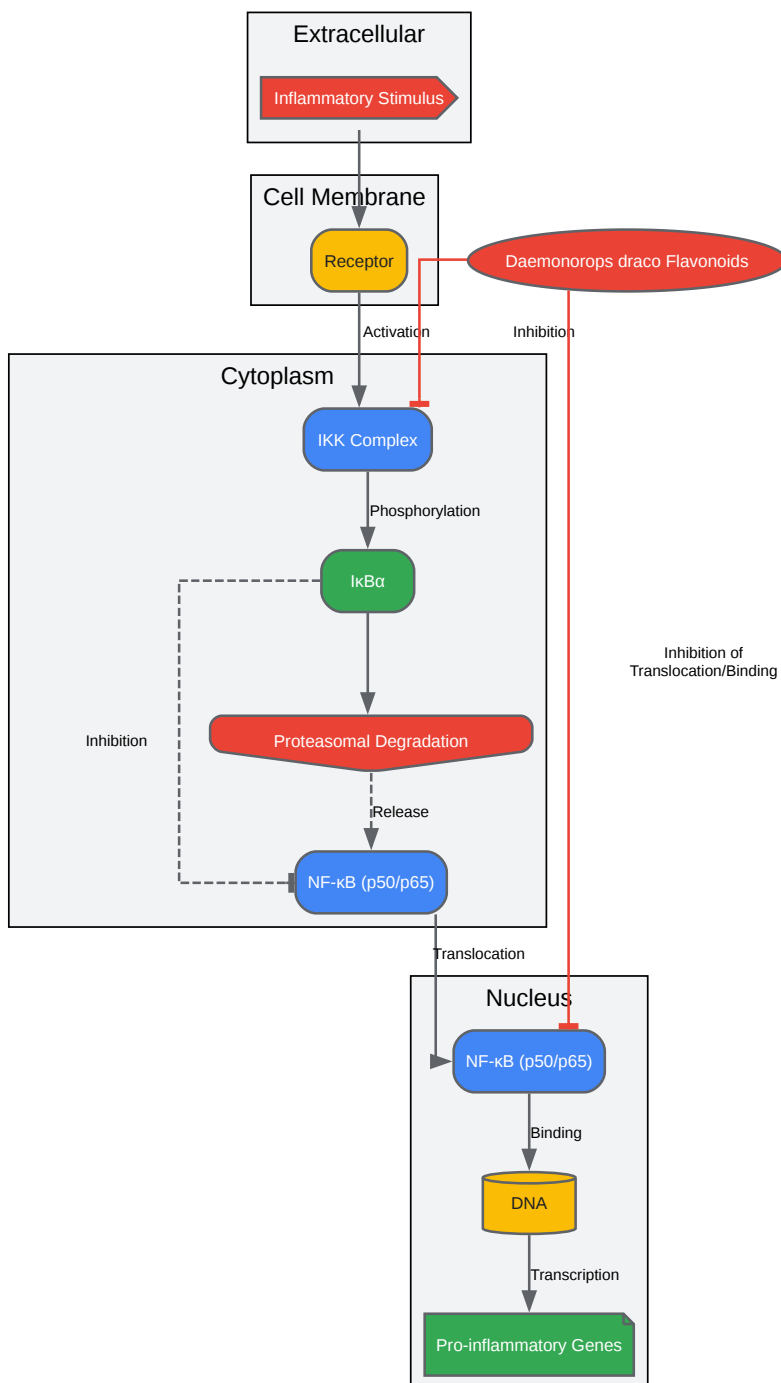 Extracellular
Inflammatory Stimulus
Cell Membrane
Receptor
Daemonorops draco Flavonoids
Activation
Inhibition
Cytoplasm
IKK Complex
Phosphorylation
IκBα
Inhibition of
Translocation/Binding
Inhibition
Proteasomal Degradation
Release
NF-κB (p50/p65)
Translocation
Nucleus
NF-κB (p50/p65)
Binding
DNA
Transcription
Pro-inflammatory Genes